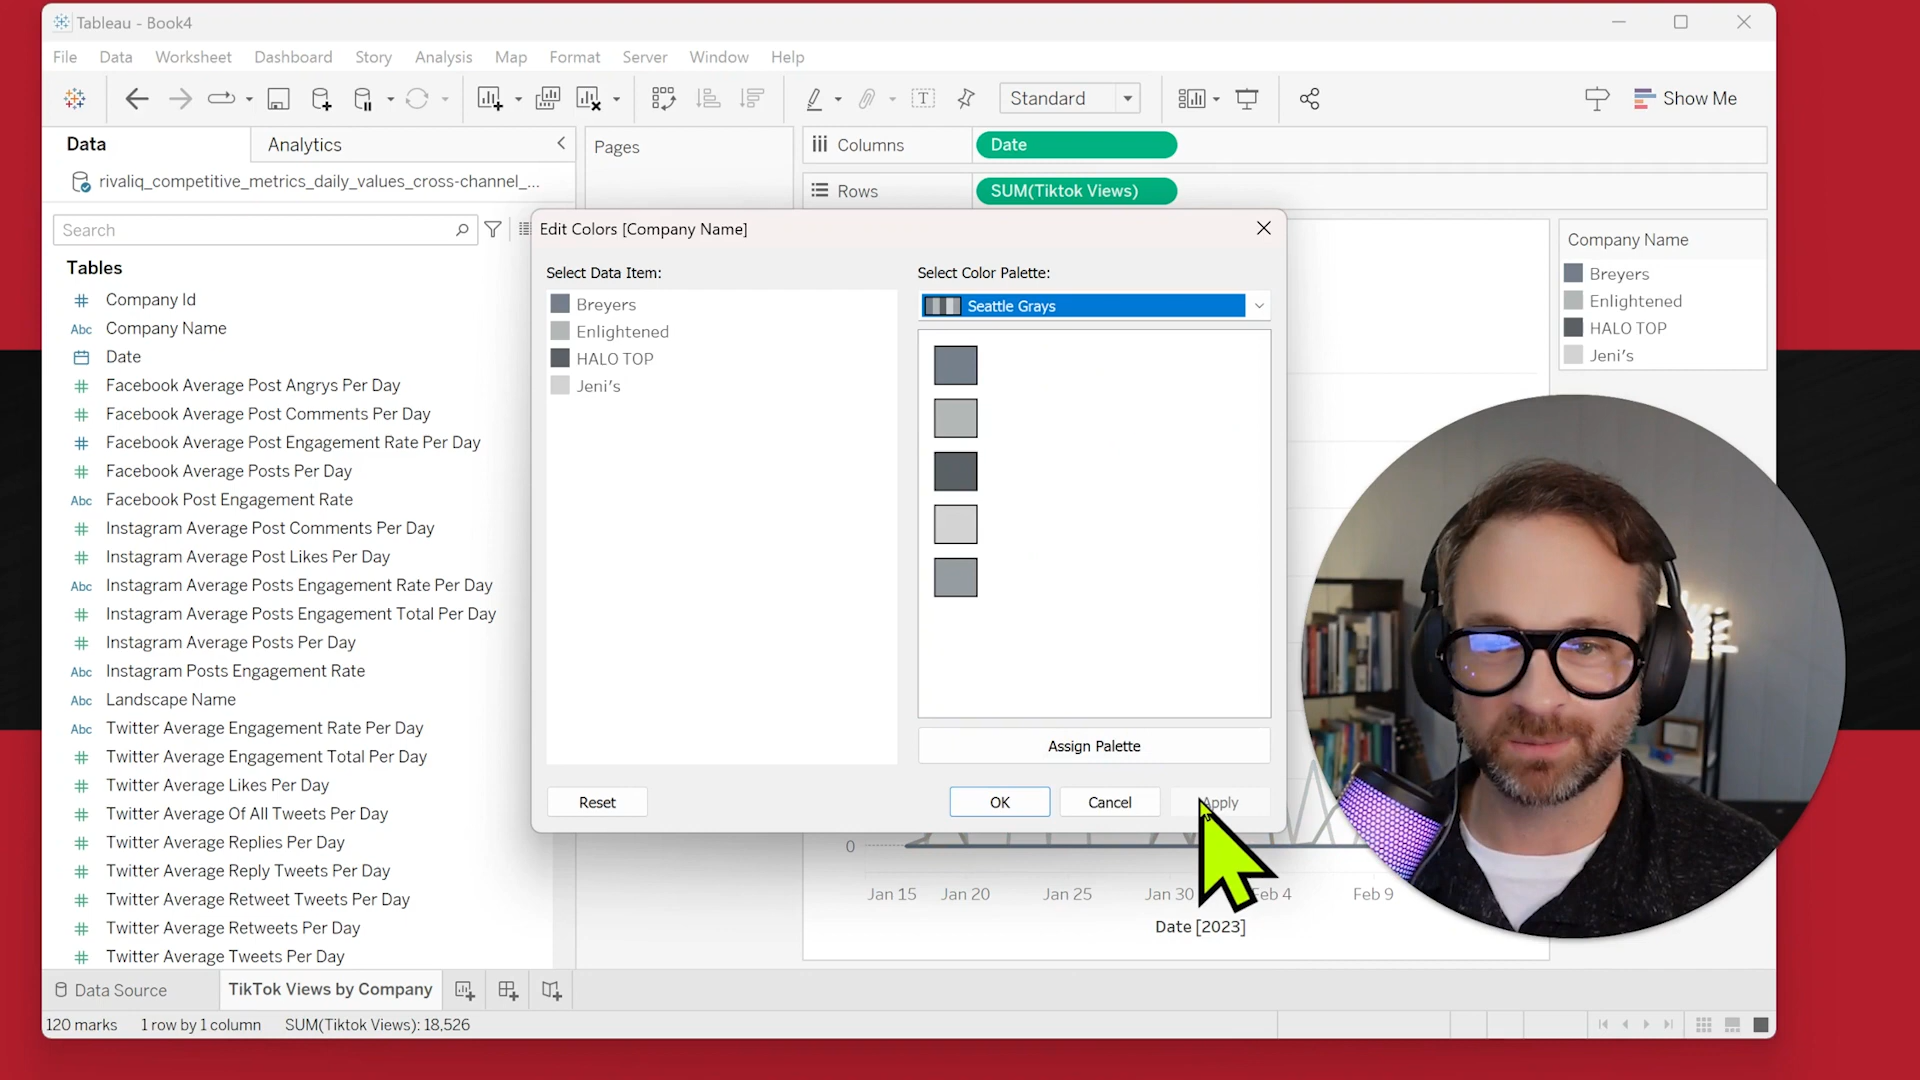 Tableau - Book4
File Data Worksheet Dashboard Story Analysis Map Format Server Window Help
Standard
Show Me
Data
Analytics
rivaliq_competitive_metrics_daily_values_cross-channel_...
Search
Tables
Company Id
Abc Company Name
Date
Facebook Average Post Angrys Per Day
Facebook Average Post Comments Per Day
Facebook Average Post Engagement Rate Per Day
Facebook Average Posts Per Day
Abc Facebook Post Engagement Rate
Instagram Average Post Comments Per Day
Instagram Average Post Likes Per Day
Abc Instagram Average Posts Engagement Rate Per Day
Instagram Average Posts Engagement Total Per Day
Instagram Average Posts Per Day
Abc Instagram Posts Engagement Rate
Abc Landscape Name
Abc Twitter Average Engagement Rate Per Day
Twitter Average Engagement Total Per Day
Twitter Average Likes Per Day
Twitter Average Of All Tweets Per Day
Twitter Average Replies Per Day
Twitter Average Reply Tweets Per Day
Twitter Average Retweet Tweets Per Day
Twitter Average Retweets Per Day
Twitter Average Tweets Per Day
Pages
Columns
Date
Rows
SUM(Tiktok Views)
Edit Colors [Company Name]
Select Data Item:
Breyers
Enlightened
HALO TOP
Jeni's
Select Color Palette:
Seattle Grays
Assign Palette
Reset
OK
Cancel
Apply
Company Name
Breyers
Enlightened
HALO TOP
Jeni's
0
Jan 15 Jan 20 Jan 25 Jan 30 Feb 4 Feb 9
Date [2023]
Data Source
TikTok Views by Company
120 marks 1 row by 1 column SUM(Tiktok Views): 18,526